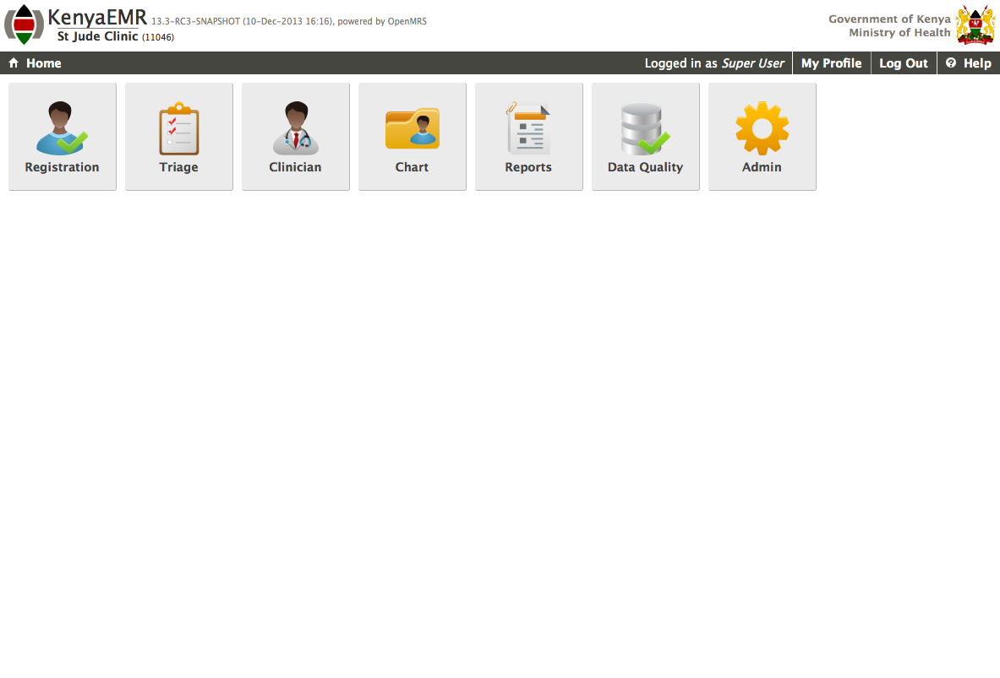 KenyaEMR 13.3-RC3-SNAPSHOT (10-Dec-2013 16:16), powered by OpenMRS
St Jude Clinic (11046)
Government of Kenya
Ministry of Health
Home
Logged in as Super User
My Profile
Log Out
Help
Registration
Triage
Clinician
Chart
Reports
Data Quality
Admin